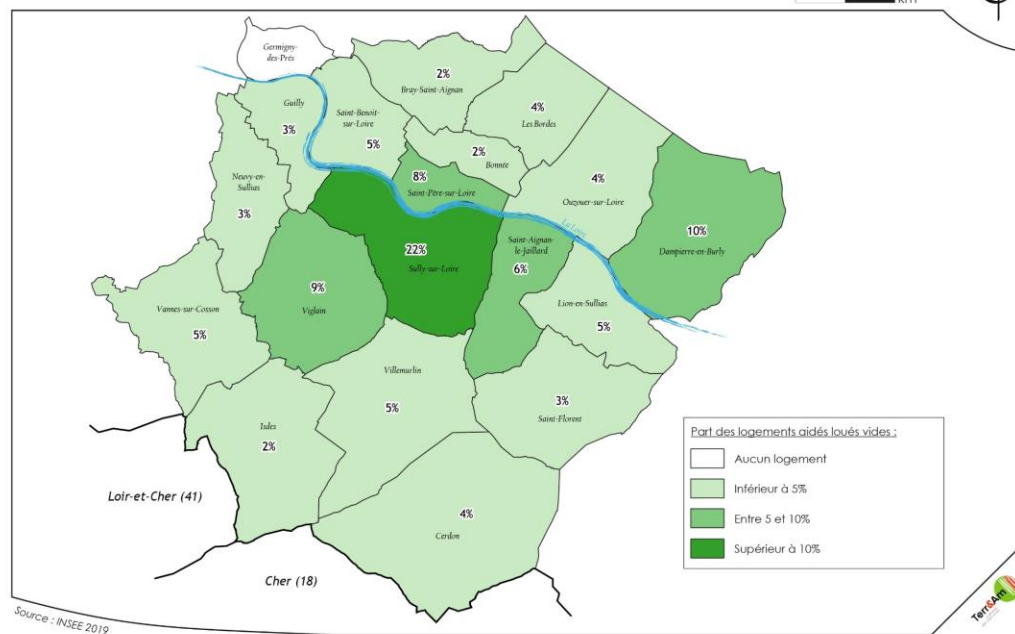 Km
Germigny-
des-Prés
2%
Bray-Saint-Aignan
Guilly
3%
Saint-Benoit
sur-Loire
5%
4%
Les Bordes
2%
Bonnée
Neuvy-en
Sullias
3%
8%
Saint-Père-sur-Loire
4%
Ouzouer-sur-Loire
La Loire
10%
Dampierre-en-Burly
22%
Sully-sur-Loire
Saint-Aignan
le-Jaillard
6%
9%
Viglain
Vannes-sur-Cosson
5%
Lion-en-Sullias
5%
Villemurlin
5%
3%
Saint-Florent
Isdes
2%
4%
Cerdon
Loir-et-Cher (41)
Cher (18)
Part des logements aidés loués vides :
Aucun logement
Inférieur à 5%
Entre 5 et 10%
Supérieur à 10%
Source : INSEE 2019
Terr&Am